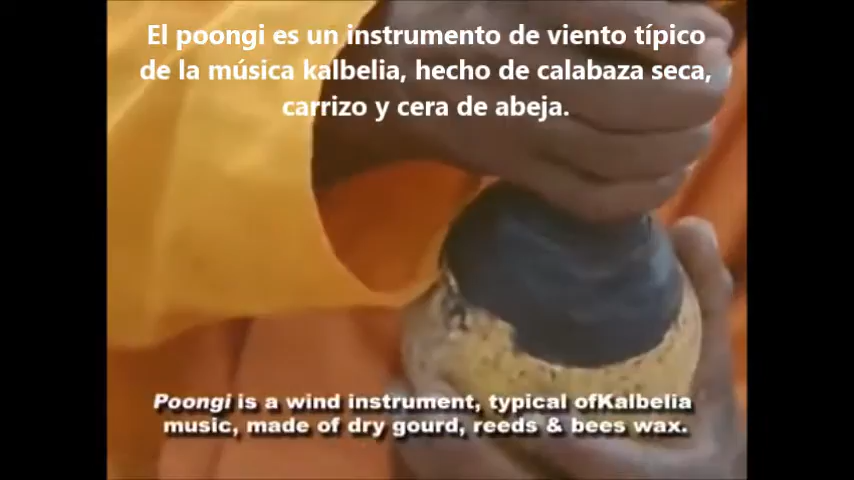 El poongi es un instrumento de viento típico
de la música kalbelia, hecho de calabaza seca,
carrizo y cera de abeja.
Poongi is a wind instrument, typical ofKalbelia
music, made of dry gourd, reeds & bees wax.